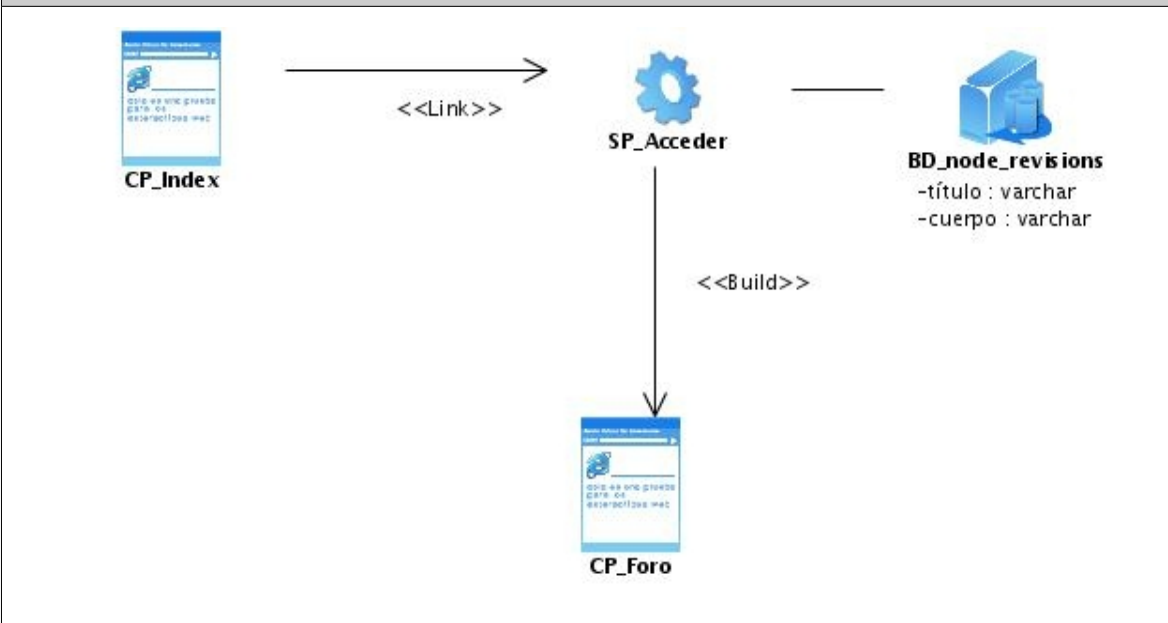 <<Link>>
SP_Acceder
CP_Index
BD_node_revisions
-título : varchar
-cuerpo : varchar
<<Build>>
CP_Foro